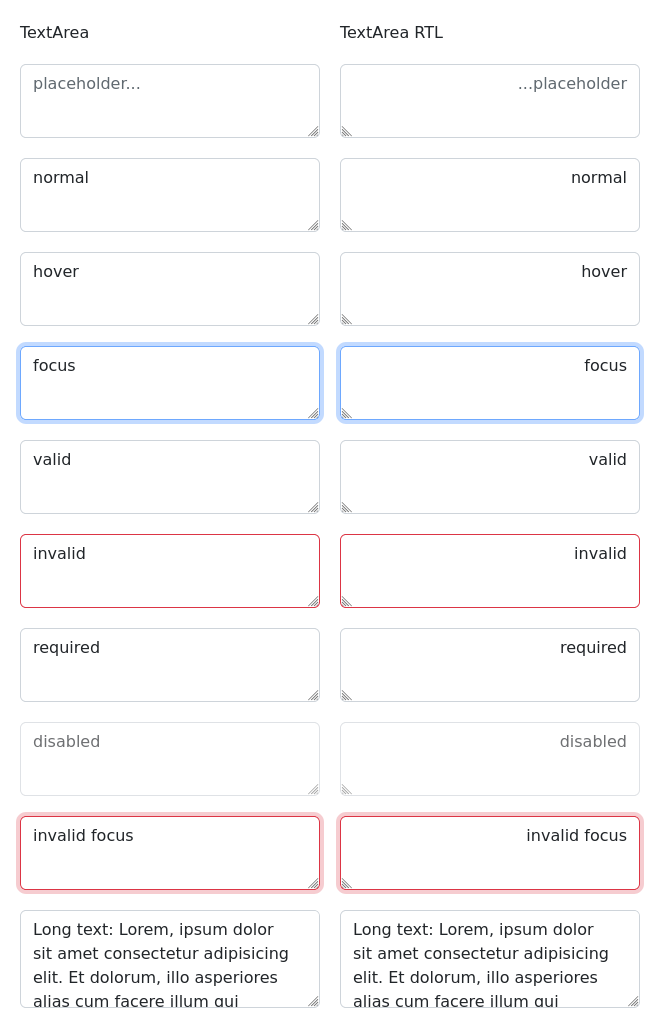 TextArea
TextArea RTL
placeholder...
...placeholder
normal
normal
hover
hover
focus
focus
valid
valid
invalid
invalid
required
required
disabled
disabled
invalid focus
invalid focus
Long text: Lorem, ipsum dolor
sit amet consectetur adipisicing
elit. Et dolorum, illo asperiores
alias cum facere illum qui
Long text: Lorem, ipsum dolor
sit amet consectetur adipisicing
elit. Et dolorum, illo asperiores
alias cum facere illum qui